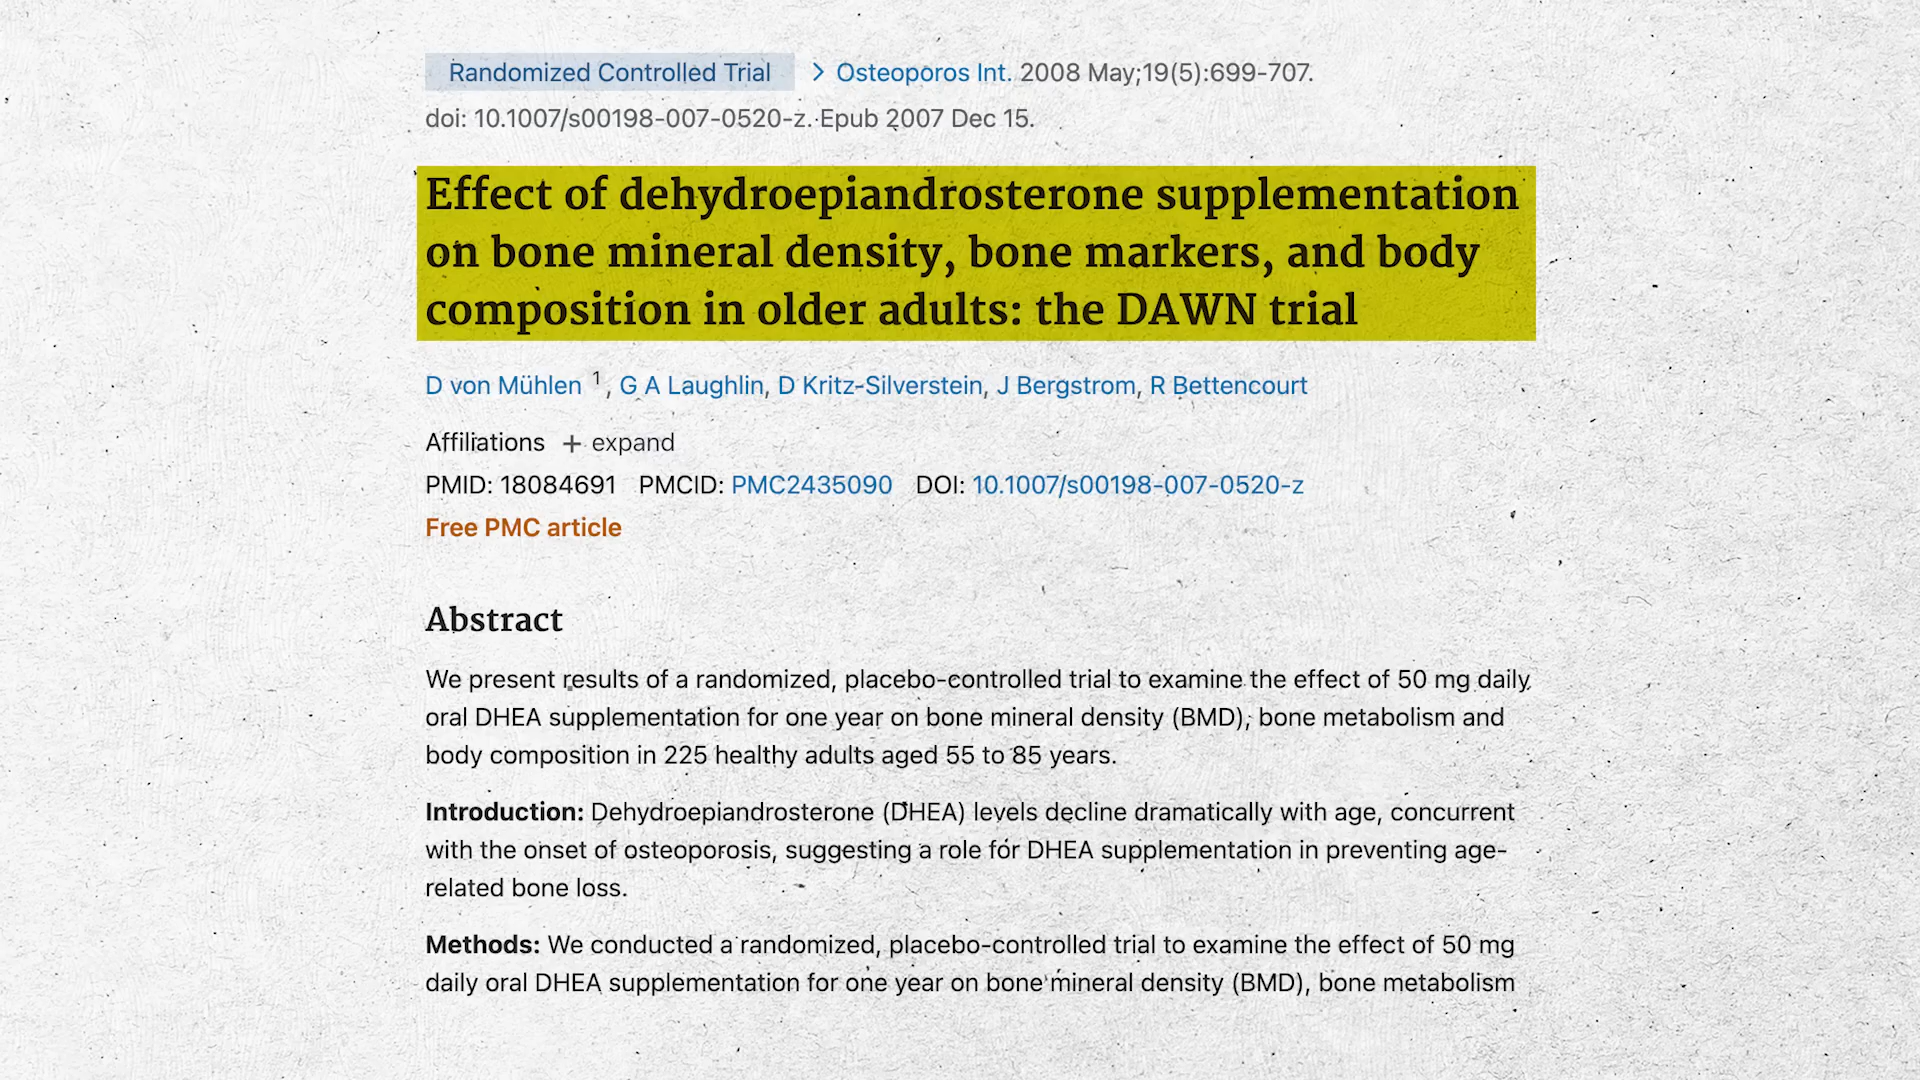 Randomized Controlled Trial > Osteoporos Int. 2008 May;19(5):699-707.
doi: 10.1007/s00198-007-0520-z. Epub 2007 Dec 15.
Effect of dehydroepiandrosterone supplementation
on bone mineral density, bone markers, and body
composition in older adults: the DAWN trial
D von Mühlen 1, G A Laughlin, D Kritz-Silverstein, J Bergstrom, R Bettencourt
Affiliations + expand
PMID: 18084691 PMCID: PMC2435090 DOI: 10.1007/s00198-007-0520-z
Free PMC article
Abstract
We present results of a randomized, placebo-controlled trial to examine the effect of 50 mg daily
oral DHEA supplementation for one year on bone mineral density (BMD), bone metabolism and
body composition in 225 healthy adults aged 55 to 85 years.
Introduction: Dehydroepiandrosterone (DHEA) levels decline dramatically with age, concurrent
with the onset of osteoporosis, suggesting a role for DHEA supplementation in preventing age-
related bone loss.
Methods: We conducted a randomized, placebo-controlled trial to examine the effect of 50 mg
daily oral DHEA supplementation for one year on bone mineral density (BMD), bone metabolism